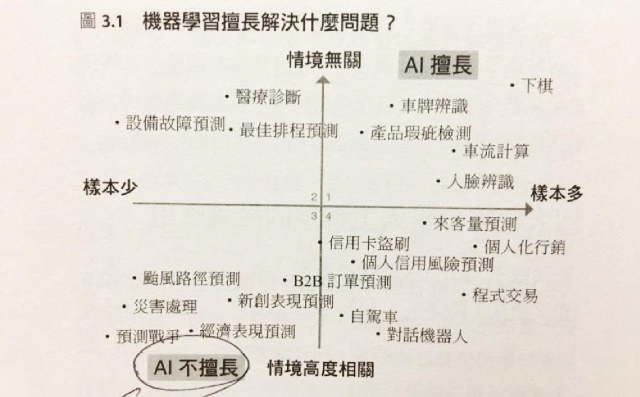 圖 3.1 機器學習擅長解決什麼問題？
情境無關
AI 擅長
・下棋
・醫療診斷
・車牌辨識
・設備故障預測
・最佳排程預測
・產品瑕疵檢測
・車流計算
・人臉辨識
樣本少
樣本多
2 1
3 4
・來客量預測
・信用卡盜刷
・個人化行銷
・個人信用風險預測
・颱風路徑預測
・B2B 訂單預測
・程式交易
・災害處理
・新創表現預測
・自駕車
・預測戰爭
・經濟表現預測
・對話機器人
AI 不擅長
情境高度相關